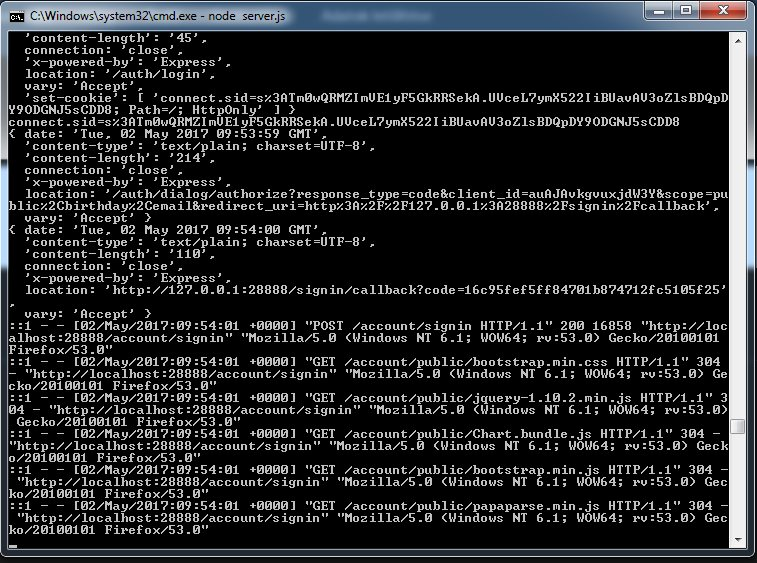 C:\Windows\system32\cmd.exe - node  server.js
  'content-length': '45',
  connection: 'close',
  'x-powered-by': 'Express',
  location: '/auth/login',
  vary: 'Accept',
  'set-cookie': [ 'connect.sid=s%3ATm0wQRMZImVE1yF5GkRRSekA.UVceL7ymX522IiBUavAV3oZlsBDQpD
Y9ODGNJ5sCDD8; Path=/; HttpOnly' ] }
connect.sid=s%3ATm0wQRMZImVE1yF5GkRRSekA.UVceL7ymX522IiBUavAV3oZlsBDQpDY9ODGNJ5sCDD8
{ date: 'Tue, 02 May 2017 09:53:59 GMT',
  'content-type': 'text/plain; charset=UTF-8',
  'content-length': '214',
  connection: 'close',
  'x-powered-by': 'Express',
  location: '/auth/dialog/authorize?response_type=code&client_id=auAJAvkgvuxjdW3Y&scope=pu
blic%2Cbirthday%2Cemail&redirect_uri=http%3A%2F%2F127.0.0.1%3A28888%2Fsignin%2Fcallback',
  vary: 'Accept' }
{ date: 'Tue, 02 May 2017 09:54:00 GMT',
  'content-type': 'text/plain; charset=UTF-8',
  'content-length': '110',
  connection: 'close',
  'x-powered-by': 'Express',
  location: 'http://127.0.0.1:28888/signin/callback?code=16c95fef5ff84701b874712fc5105f25'
,
  vary: 'Accept' }
::1 - - [02/May/2017:09:54:01 +0000] "POST /account/signin HTTP/1.1" 200 16858 "http://loc
alhost:28888/account/signin" "Mozilla/5.0 (Windows NT 6.1; WOW64; rv:53.0) Gecko/20100101
Firefox/53.0"
::1 - - [02/May/2017:09:54:01 +0000] "GET /account/public/bootstrap.min.css HTTP/1.1" 304
- "http://localhost:28888/account/signin" "Mozilla/5.0 (Windows NT 6.1; WOW64; rv:53.0) Ge
cko/20100101 Firefox/53.0"
::1 - - [02/May/2017:09:54:01 +0000] "GET /account/public/jquery-1.10.2.min.js HTTP/1.1" 3
04 - "http://localhost:28888/account/signin" "Mozilla/5.0 (Windows NT 6.1; WOW64; rv:53.0)
 Gecko/20100101 Firefox/53.0"
::1 - - [02/May/2017:09:54:01 +0000] "GET /account/public/Chart.bundle.js HTTP/1.1" 304 -
"http://localhost:28888/account/signin" "Mozilla/5.0 (Windows NT 6.1; WOW64; rv:53.0) Geck
o/20100101 Firefox/53.0"
::1 - - [02/May/2017:09:54:01 +0000] "GET /account/public/bootstrap.min.js HTTP/1.1" 304 -
 "http://localhost:28888/account/signin" "Mozilla/5.0 (Windows NT 6.1; WOW64; rv:53.0) Gec
ko/20100101 Firefox/53.0"
::1 - - [02/May/2017:09:54:01 +0000] "GET /account/public/papaparse.min.js HTTP/1.1" 304 -
 "http://localhost:28888/account/signin" "Mozilla/5.0 (Windows NT 6.1; WOW64; rv:53.0) Gec
ko/20100101 Firefox/53.0"